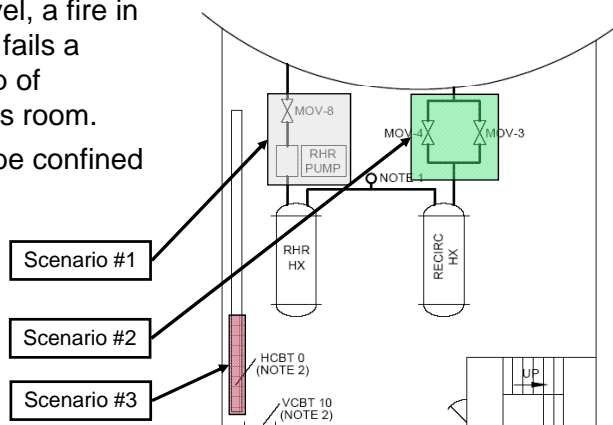 vel, a fire in
fails a
o of
s room.
be confined
MOV-8
RHR
PUMP
MOV-4
MOV-3
NOTE 1
RHR
HX
RECIRC
HX
Scenario #1
Scenario #2
Scenario #3
HCBT 0
(NOTE 2)
VCBT 10
(NOTE 2)
UP